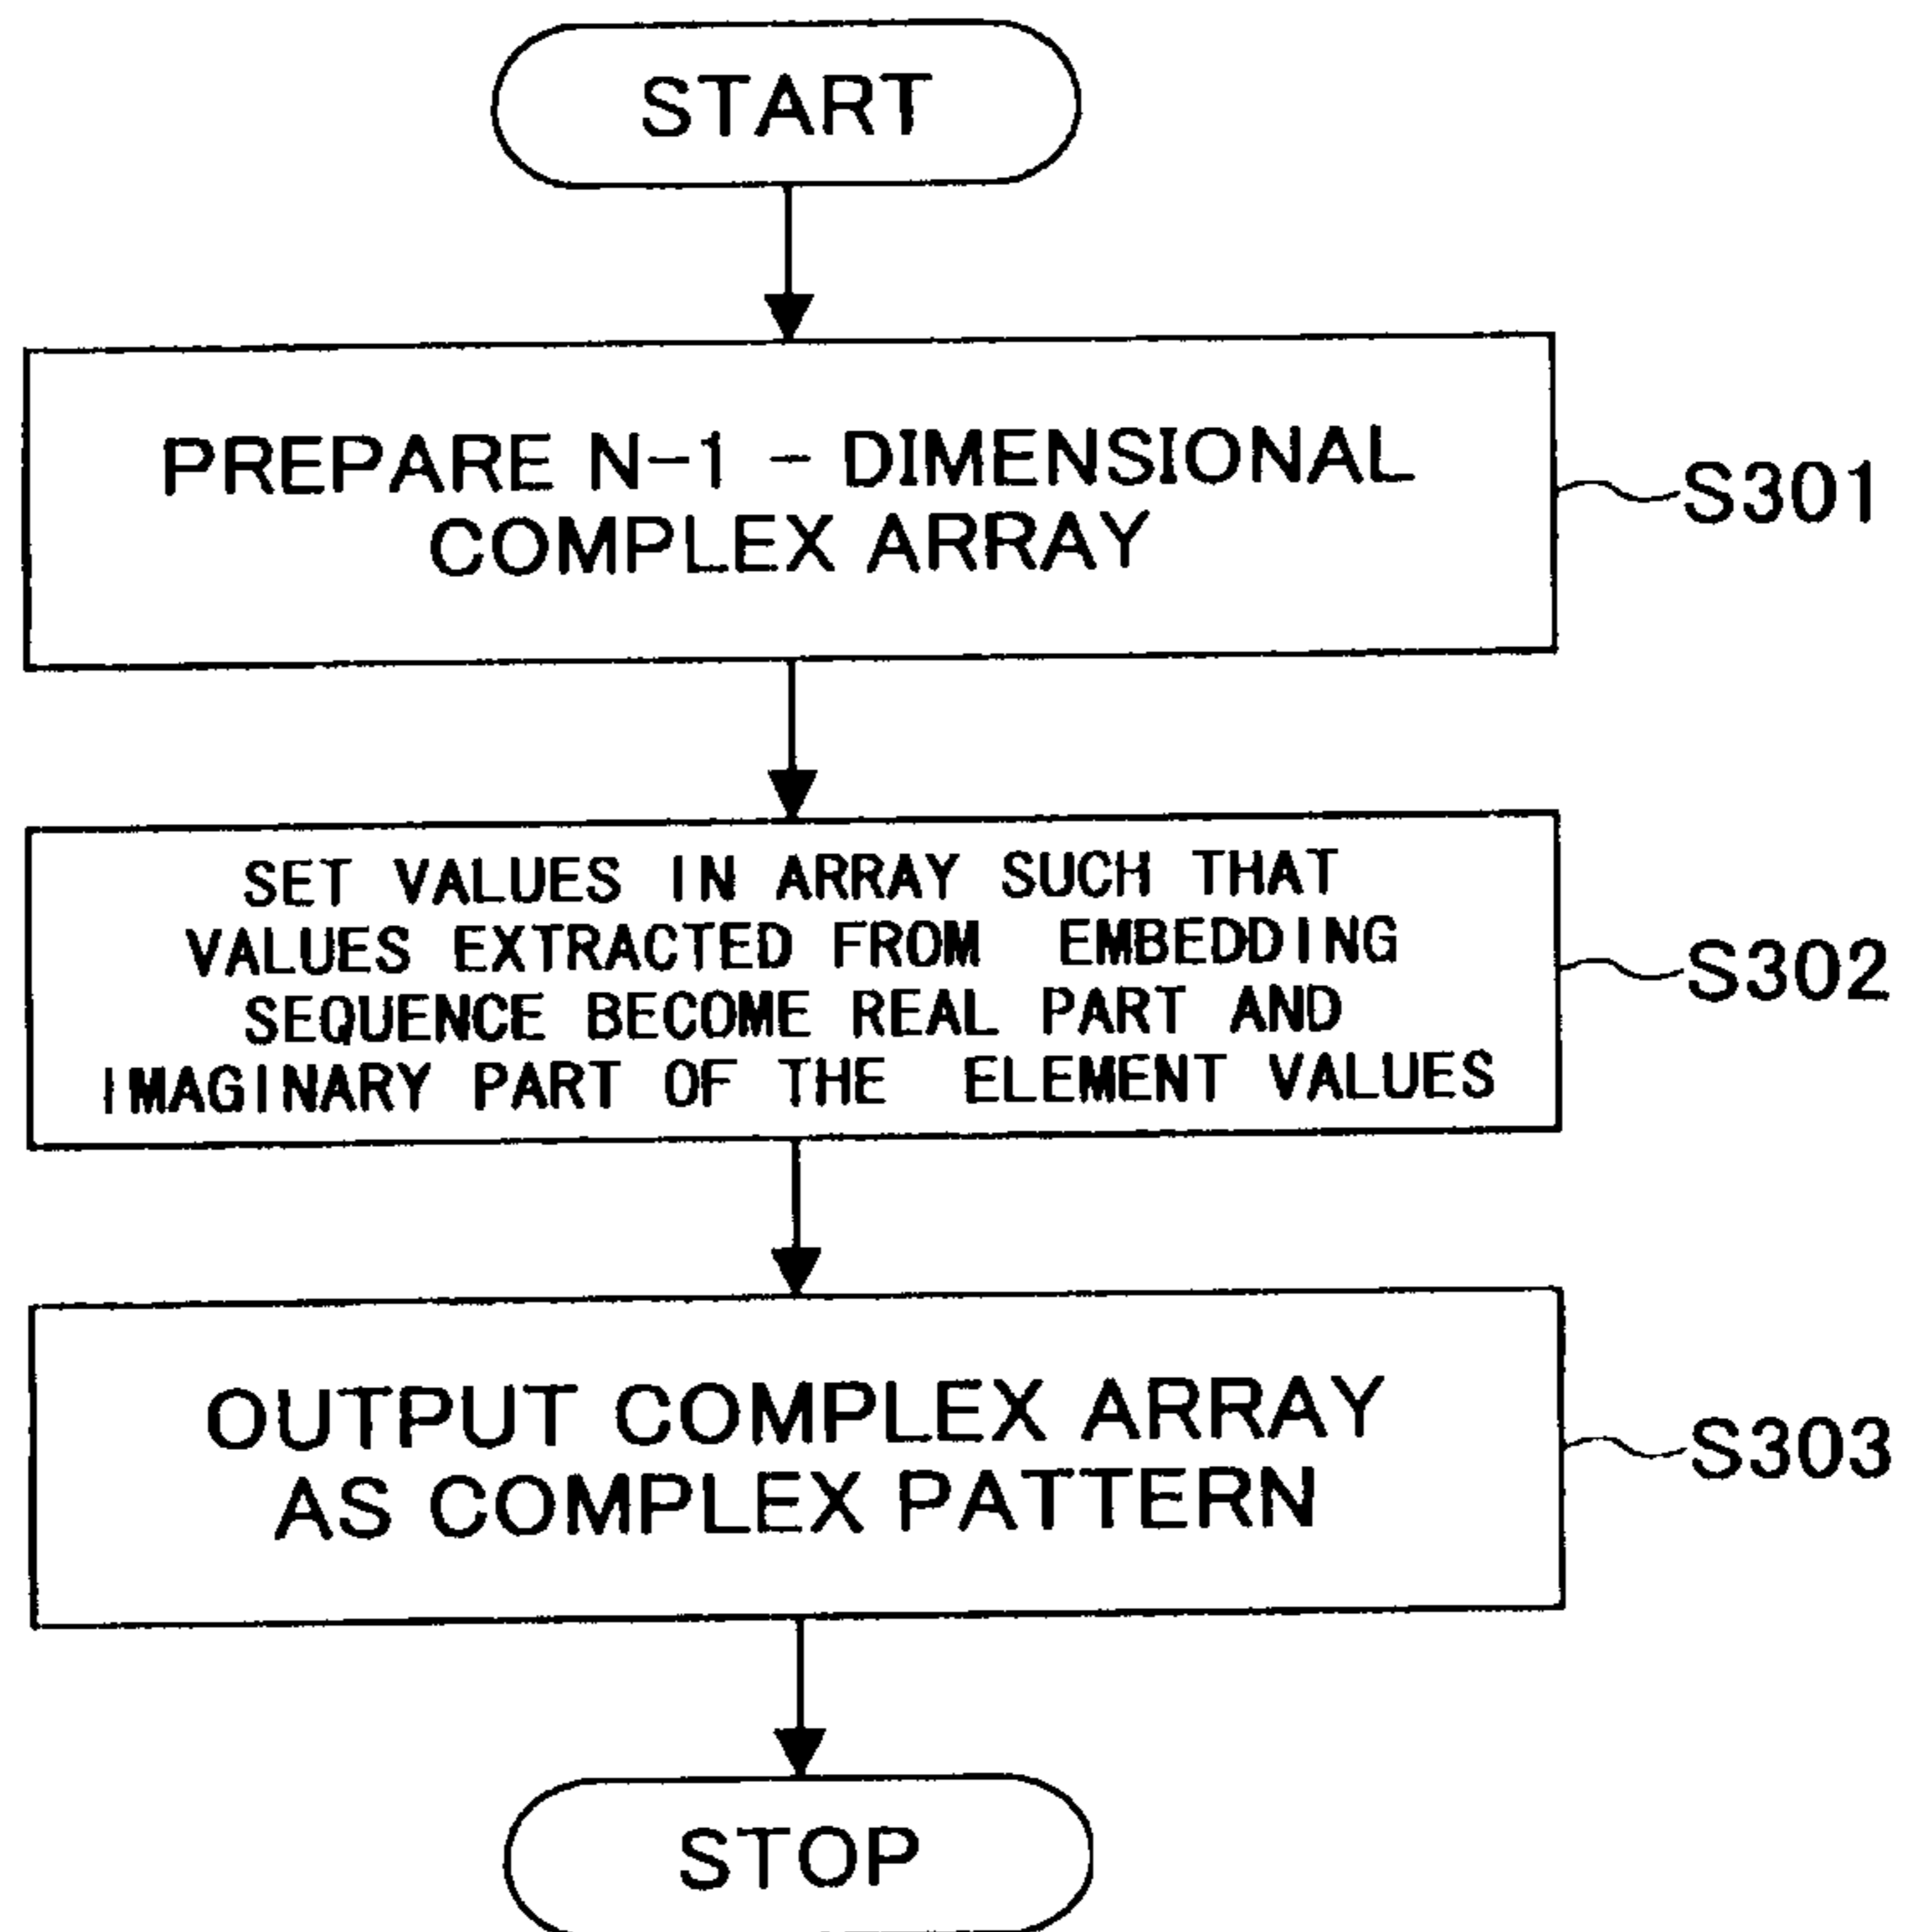 START
PREPARE N-1 - DIMENSIONAL
COMPLEX ARRAY
S301
SET VALUES IN ARRAY SUCH THAT
VALUES EXTRACTED FROM EMBEDDING
SEQUENCE BECOME REAL PART AND
IMAGINARY PART OF THE ELEMENT VALUES
S302
OUTPUT COMPLEX ARRAY
AS COMPLEX PATTERN
S303
STOP